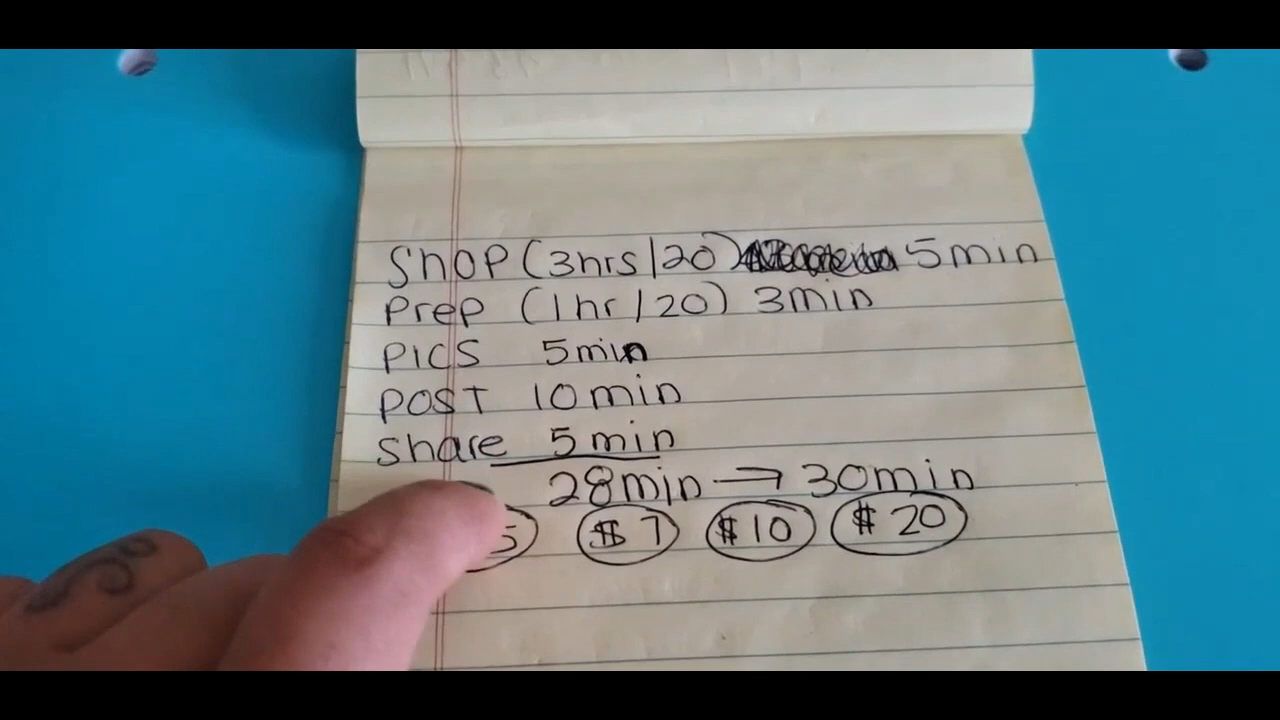 Shop (3hrs/20) 5min
Prep (1hr/20) 3min
PICS 5min
POST 10min
Share 5min
28min → 30min
5 $7 $10 $20